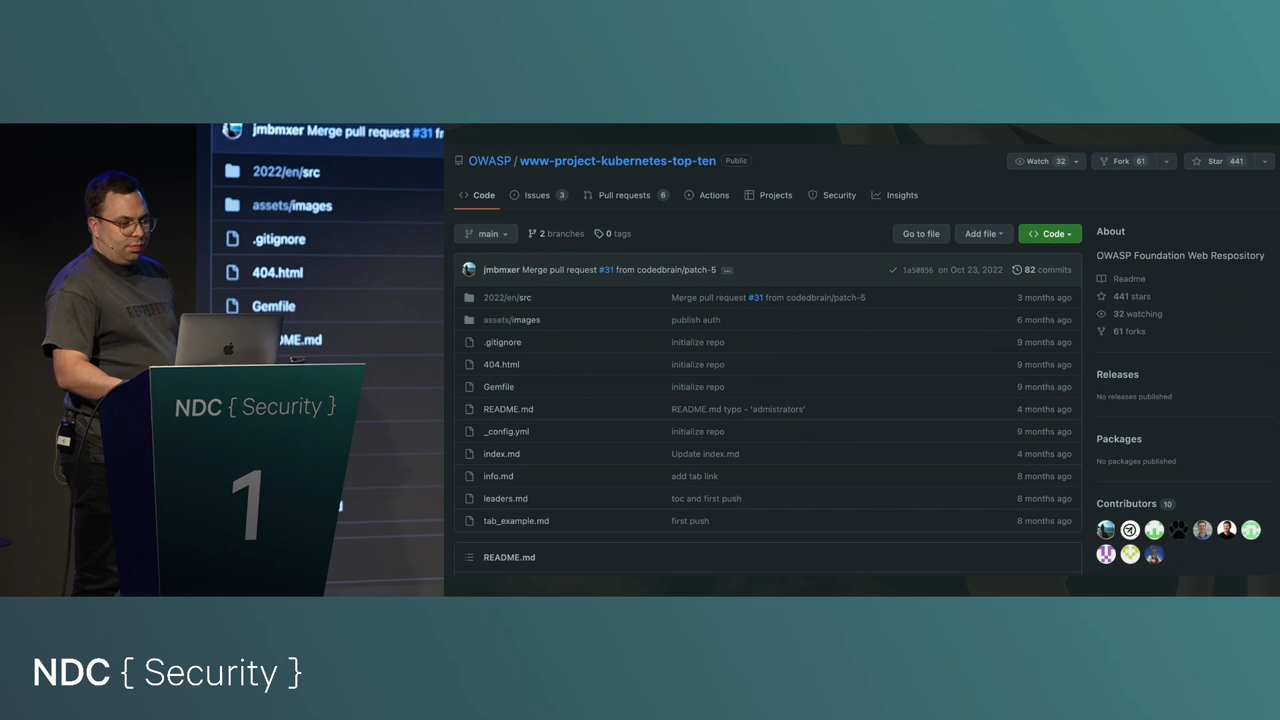 jmbmxer Merge pull request #31 fr
2022/en/src
assets/images
.gitignore
404.html
Gemfile
ME.md
NDC { Security }
1
OWASP / www-project-kubernetes-top-ten Public
Watch 32 Fork 61 Star 441
Code Issues 3 Pull requests 6 Actions Projects Security Insights
main 2 branches 0 tags Go to file Add file Code
jmbmxer Merge pull request #31 from codedbrain/patch-5 ... 1a50856 on Oct 23, 2022 82 commits
2022/en/src Merge pull request #31 from codedbrain/patch-5 3 months ago
assets/images publish auth 6 months ago
.gitignore initialize repo 9 months ago
404.html initialize repo 9 months ago
Gemfile initialize repo 9 months ago
README.md README.md typo - 'admistrators' 4 months ago
_config.yml initialize repo 9 months ago
index.md Update index.md 4 months ago
info.md add tab link 8 months ago
leaders.md toc and first push 8 months ago
tab_example.md first push 8 months ago
README.md
About
OWASP Foundation Web Respository
Readme
441 stars
32 watching
61 forks
Releases
No releases published
Packages
No packages published
Contributors 10
NDC { Security }